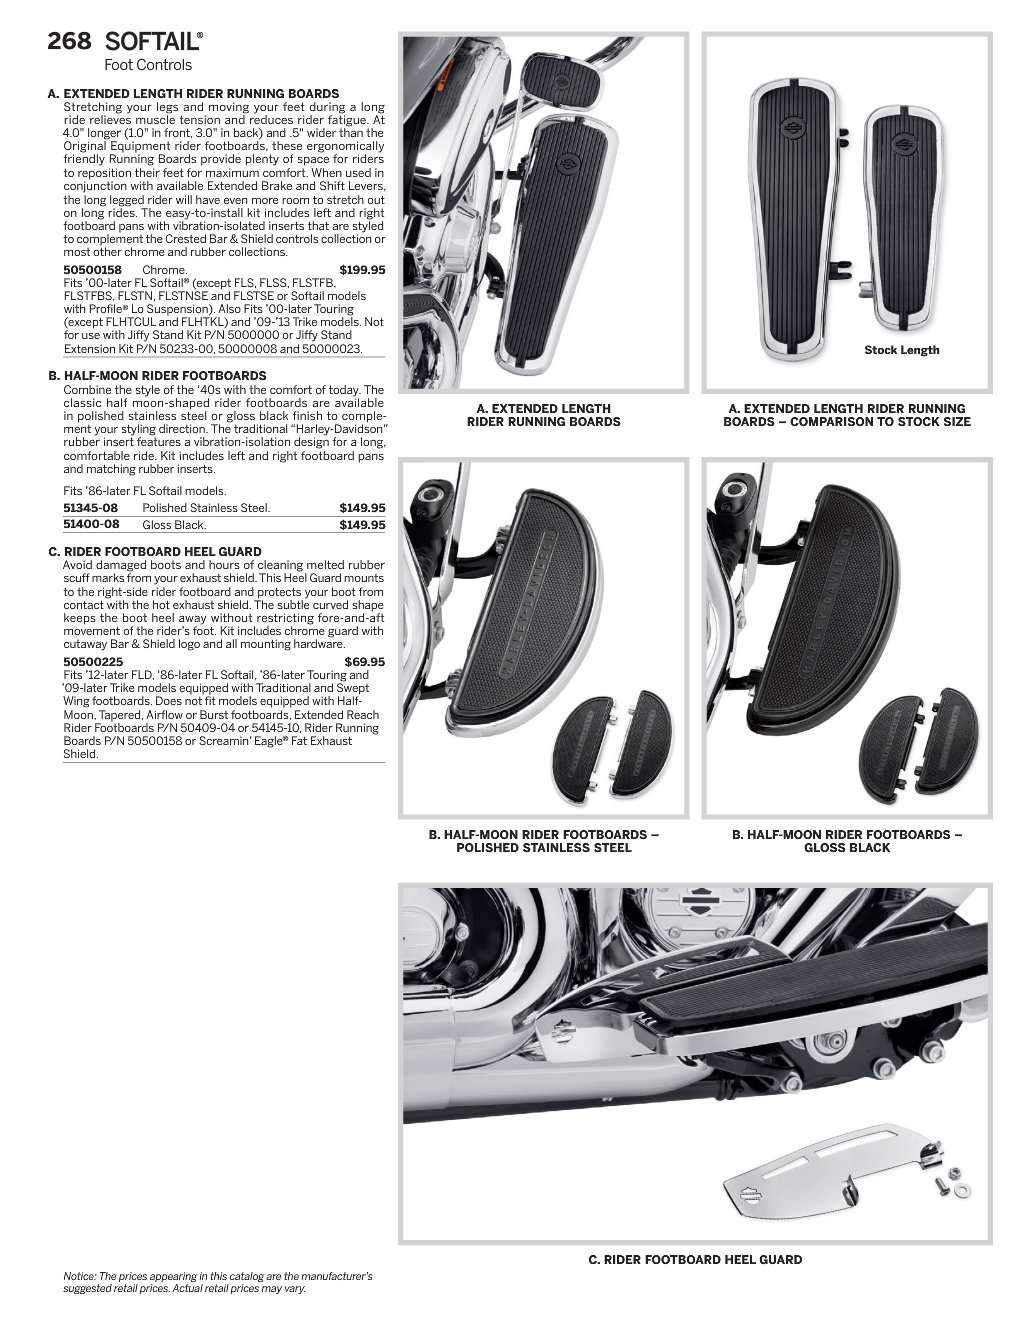 268 SOFTAIL®
Foot Controls
A. EXTENDED LENGTH RIDER RUNNING BOARDS
Stretching your legs and moving your feet during a long
ride relieves muscle tension and reduces rider fatigue. At
4.0" longer (1.0" in front, 3.0" in back) and .5" wider than the
Original Equipment rider footboards, these ergonomically
friendly Running Boards provide plenty of space for riders
to reposition their feet for maximum comfort. When used in
conjunction with available Extended Brake and Shift Levers,
the long legged rider will have even more room to stretch out
on long rides. The easy-to-install kit includes left and right
footboard pans with vibration-isolated inserts that are styled
to complement the Crested Bar & Shield controls collection or
most other chrome and rubber collections.
50500158 Chrome. $199.95
Fits ’00-later FL Softail® (except FLS, FLSS, FLSTFB,
FLSTFBS, FLSTN, FLSTNSE and FLSTSE or Softail models
with Profile® Lo Suspension). Also Fits ’00-later Touring
(except FLHTCUL and FLHTKL) and ’09-’13 Trike models. Not
for use with Jiffy Stand Kit P/N 5000000 or Jiffy Stand
Extension Kit P/N 50233-00, 50000008 and 50000023.
B. HALF-MOON RIDER FOOTBOARDS
Combine the style of the ’40s with the comfort of today. The
classic half moon-shaped rider footboards are available
in polished stainless steel or gloss black finish to comple-
ment your styling direction. The traditional “Harley-Davidson”
rubber insert features a vibration-isolation design for a long,
comfortable ride. Kit includes left and right footboard pans
and matching rubber inserts.
Fits ’86-later FL Softail models.
51345-08 Polished Stainless Steel. $149.95
51400-08 Gloss Black. $149.95
C. RIDER FOOTBOARD HEEL GUARD
Avoid damaged boots and hours of cleaning melted rubber
scuff marks from your exhaust shield. This Heel Guard mounts
to the right-side rider footboard and protects your boot from
contact with the hot exhaust shield. The subtle curved shape
keeps the boot heel away without restricting fore-and-aft
movement of the rider’s foot. Kit includes chrome guard with
cutaway Bar & Shield logo and all mounting hardware.
50500225 $69.95
Fits ’12-later FLD, ‘86-later FL Softail, ’86-later Touring and
’09-later Trike models equipped with Traditional and Swept
Wing footboards. Does not fit models equipped with Half-
Moon, Tapered, Airflow or Burst footboards, Extended Reach
Rider Footboards P/N 50409-04 or 54145-10, Rider Running
Boards P/N 50500158 or Screamin’ Eagle® Fat Exhaust
Shield.
Stock Length
A. EXTENDED LENGTH
RIDER RUNNING BOARDS
A. EXTENDED LENGTH RIDER RUNNING
BOARDS – COMPARISON TO STOCK SIZE
HARLEY-DAVIDSON
HARLEY-DAVIDSON
B. HALF-MOON RIDER FOOTBOARDS –
POLISHED STAINLESS STEEL
B. HALF-MOON RIDER FOOTBOARDS –
GLOSS BLACK
C. RIDER FOOTBOARD HEEL GUARD
Notice: The prices appearing in this catalog are the manufacturer’s
suggested retail prices. Actual retail prices may vary.